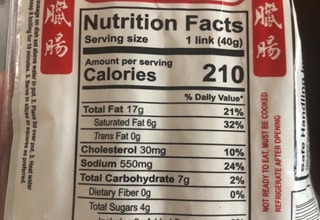 臘腸
臘腸
Nutrition Facts
Serving size 1 link (40g)
Amount per serving
Calories 210
% Daily Value*
Total Fat 17g 21%
Saturated Fat 6g 32%
Trans Fat 0g
Cholesterol 30mg 10%
Sodium 550mg 24%
Total Carbohydrate 7g 2%
Dietary Fiber 0g 0%
Total Sugars 4g
NOT READY TO EAT, MUST BE COOKED
REFRIGERATE AFTER OPENING
Safe Handling